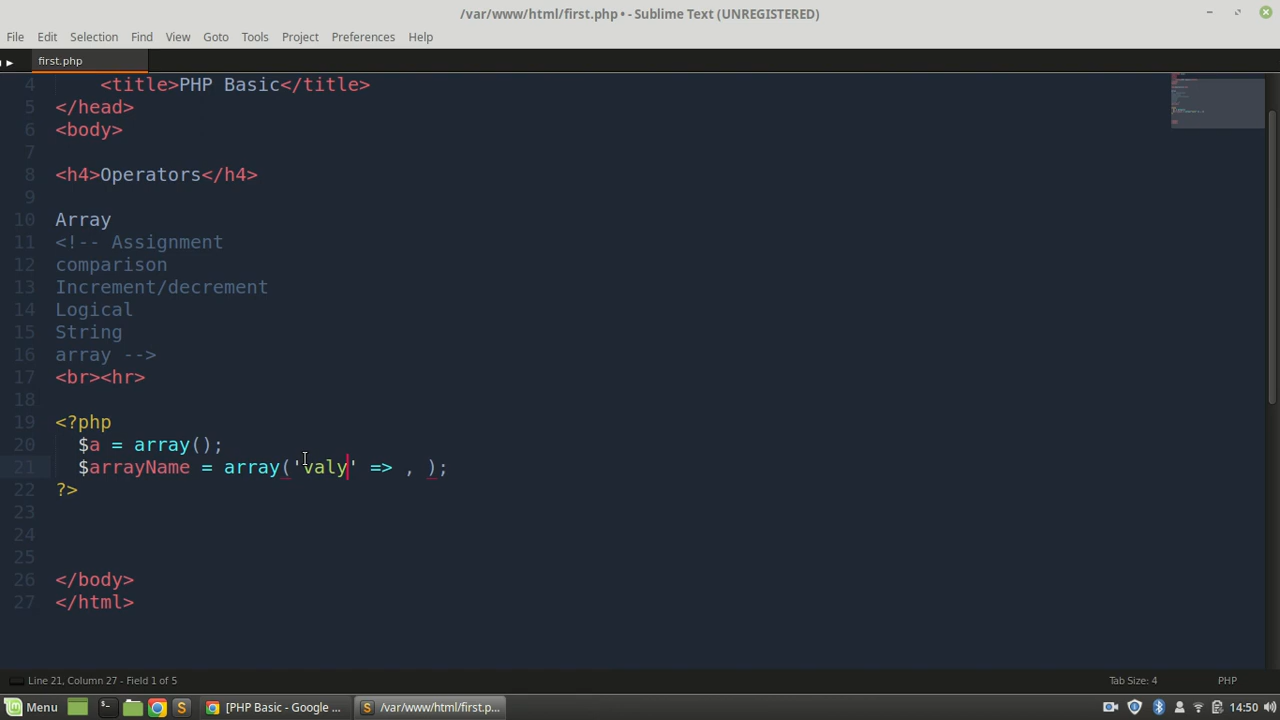 /var/www/html/first.php • - Sublime Text (UNREGISTERED)
File Edit Selection Find View Goto Tools Project Preferences Help
first.php
4 <title>PHP Basic</title>
5 </head>
6 <body>
7
8 <h4>Operators</h4>
9
10 Array
11 <!-- Assignment
12 comparison
13 Increment/decrement
14 Logical
15 String
16 array -->
17 <br><hr>
18
19 <?php
20 $a = array();
21 $arrayName = array('valy' => , );
22 ?>
23
24
25
26 </body>
27 </html>
Line 21, Column 27 - Field 1 of 5 Tab Size: 4 PHP
Menu [PHP Basic - Google ... /var/www/html/first.p... 14:50